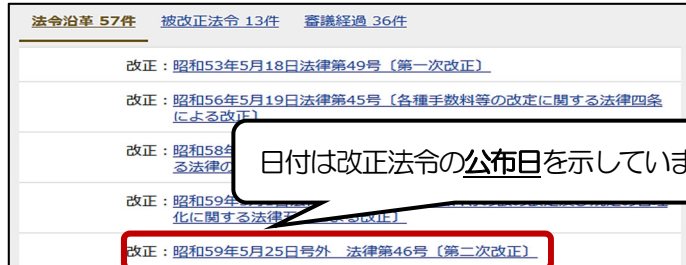 法令沿革 57件 被改正法令 13件 審議経過 36件
改正：昭和53年5月18日法律第49号〔第一次改正〕
改正：昭和56年5月19日法律第45号〔各種手数料等の改定に関する法律四条
による改正〕
改正：昭和58年
る法律の
日付は改正法令の公布日を示していま
改正：昭和59年
化に関する法律
による改正〕
改正：昭和59年5月25日号外 法律第46号〔第二次改正〕